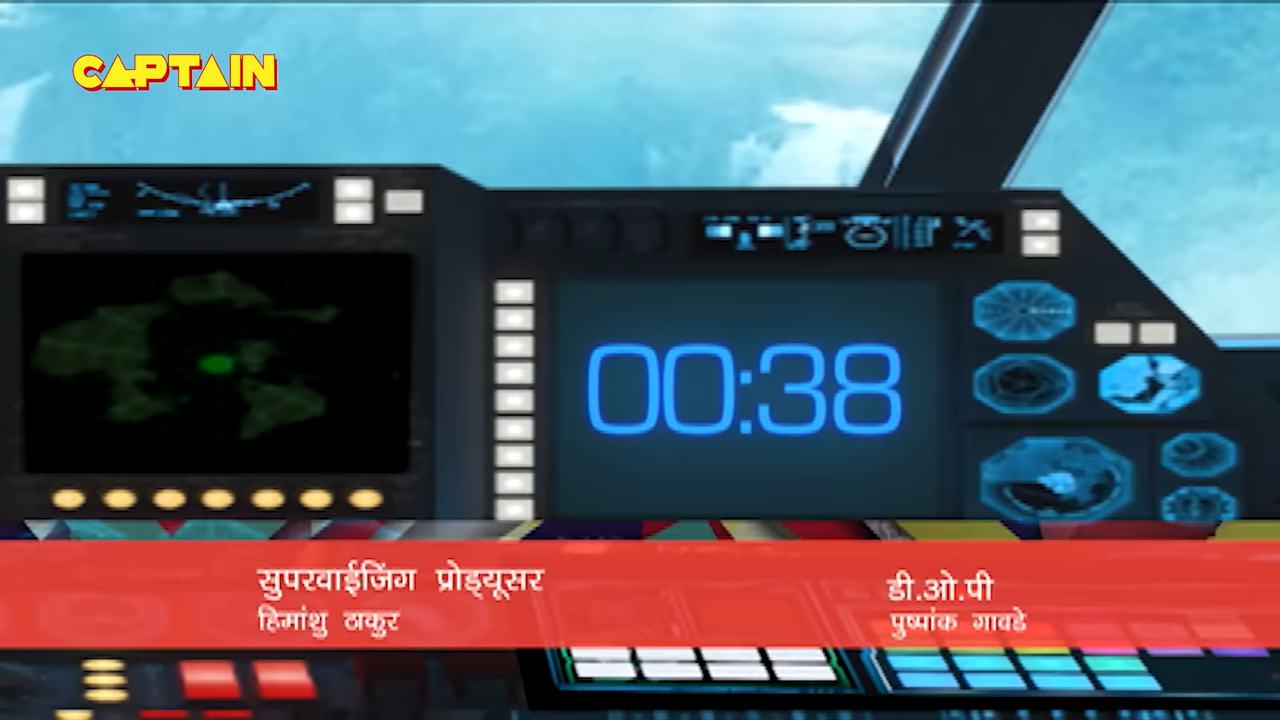 CAPTAIN
00:38
सुपरवाईजिंग प्रोड्यूसर
हिमांशु ठाकुर
डी.ओ.पी
पुष्पांक गावडे